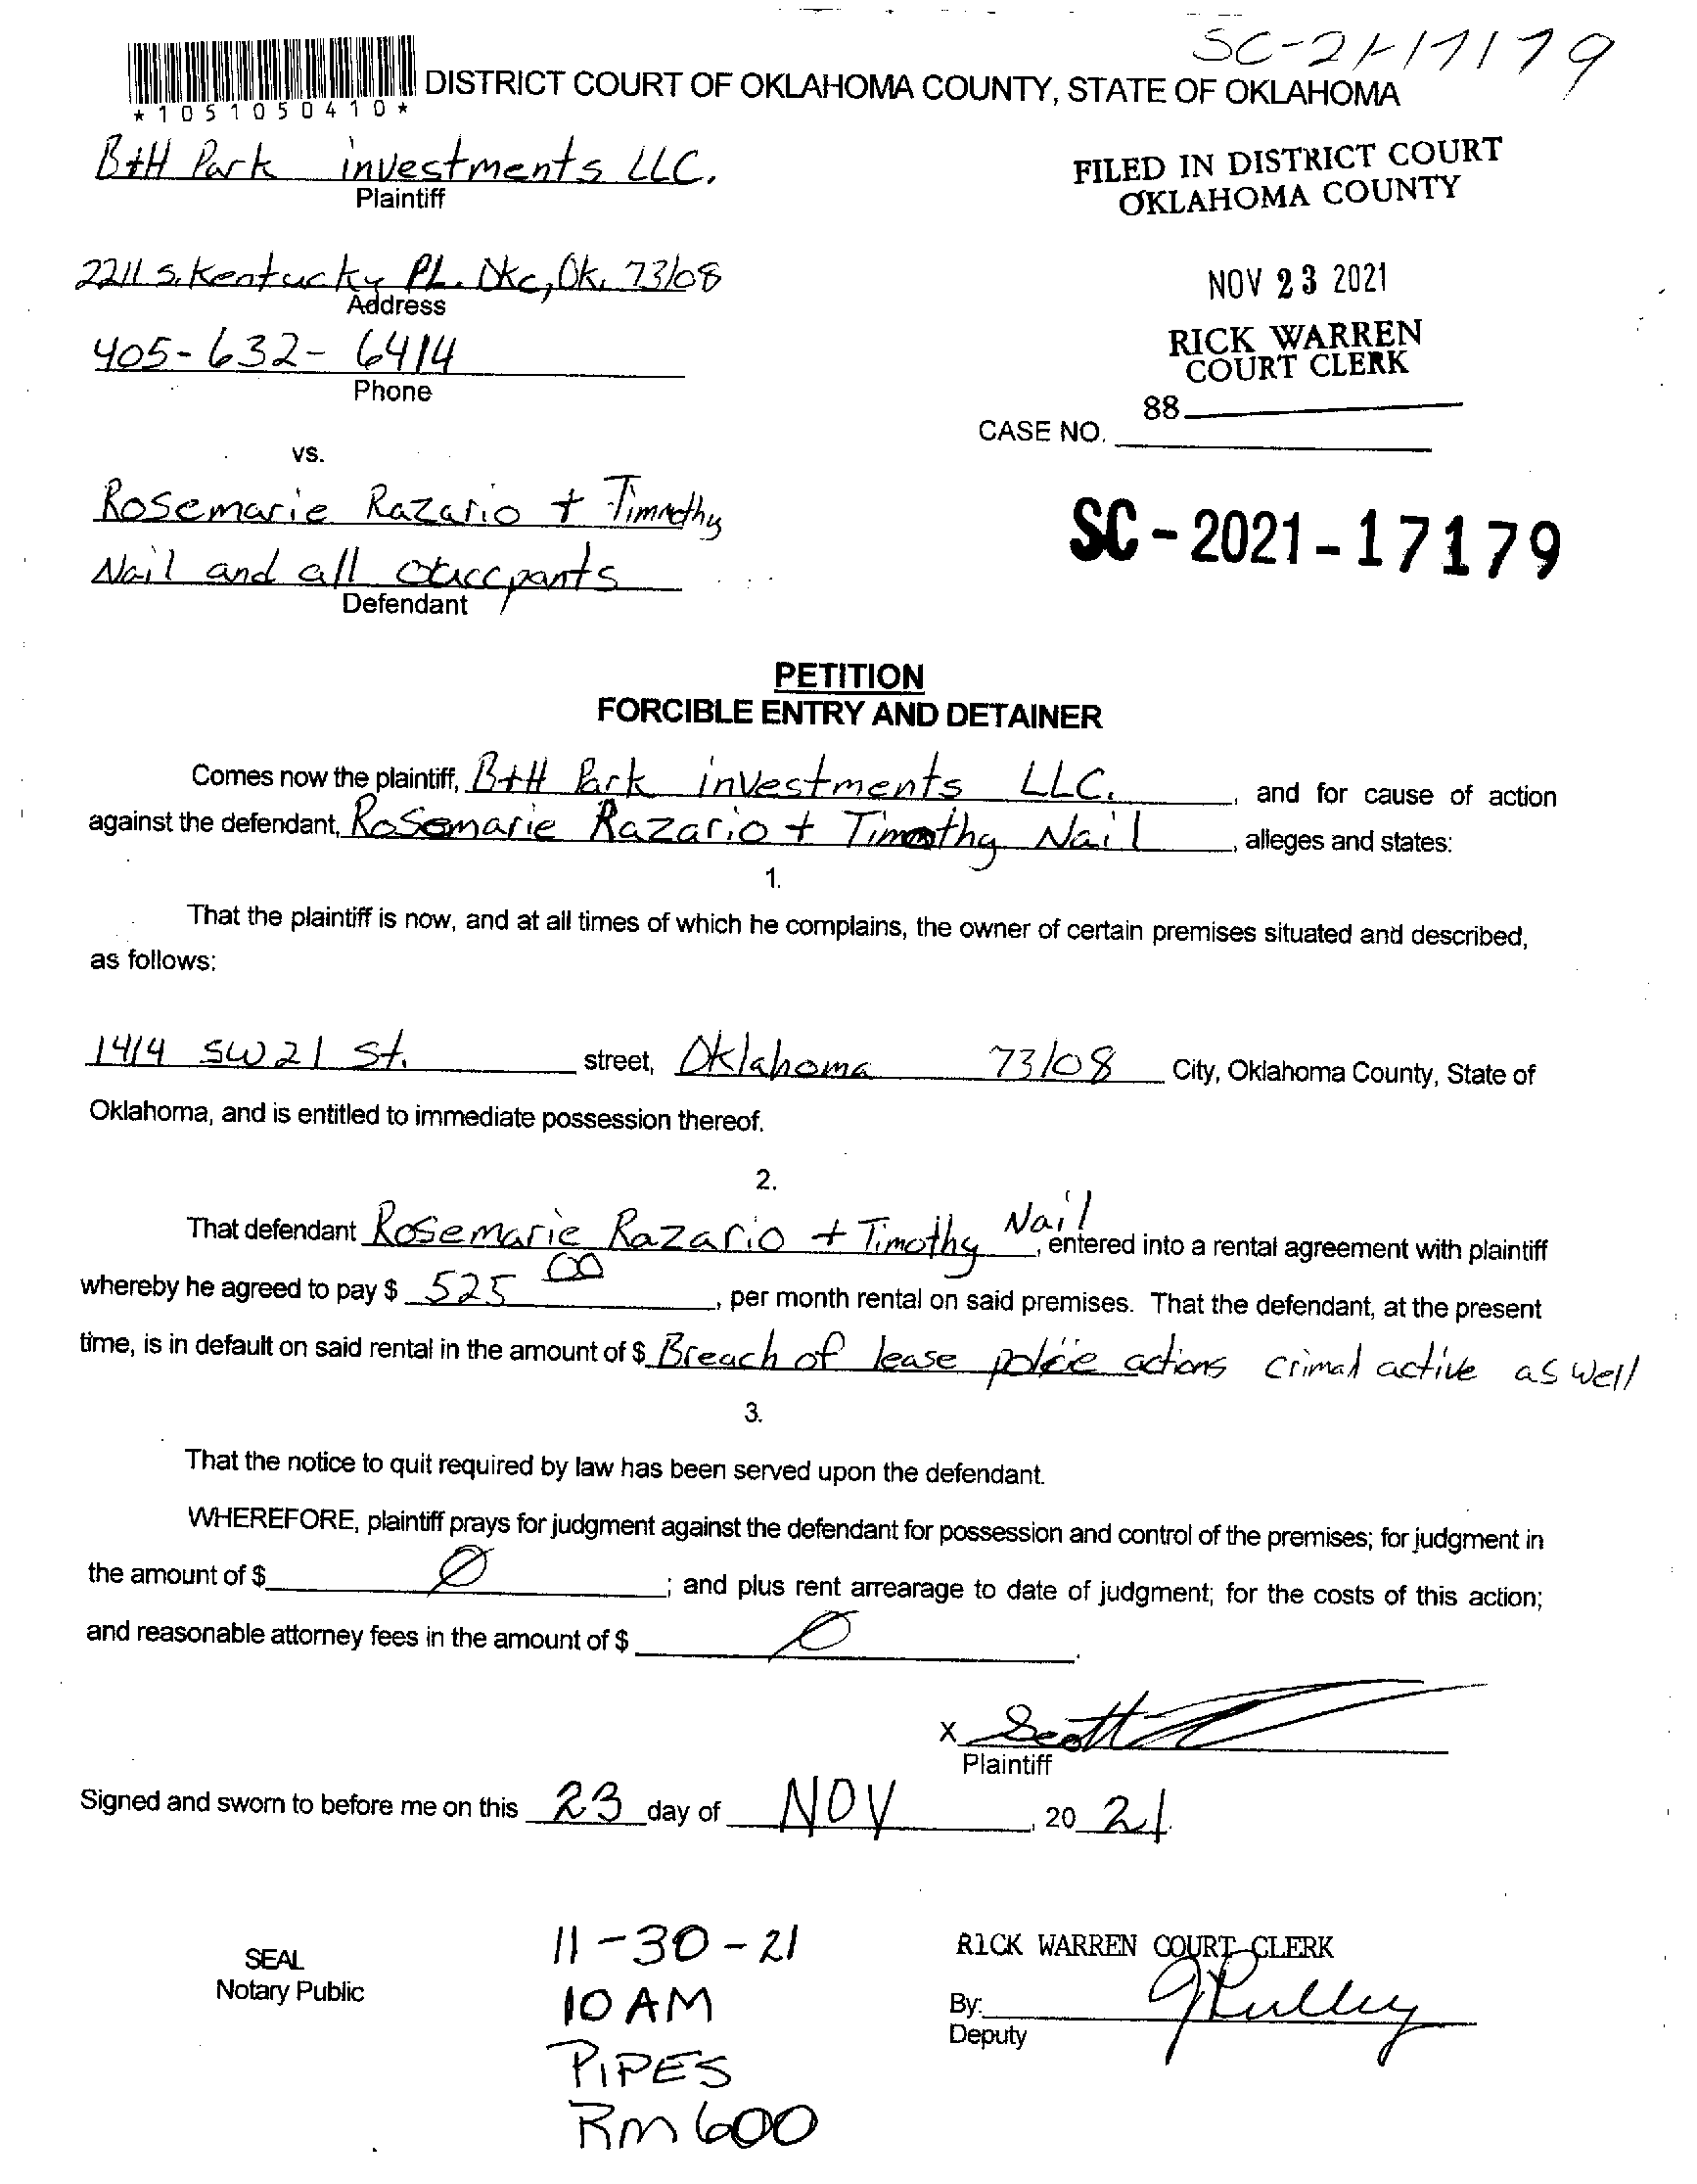 SC-21-17179
*1051050410*
DISTRICT COURT OF OKLAHOMA COUNTY, STATE OF OKLAHOMA
B+H Park investments LLC.
Plaintiff
FILED IN DISTRICT COURT
OKLAHOMA COUNTY
2211 S. Kentucky PL. Okc, Ok. 73108
Address
NOV 23 2021
405-632-6414
Phone
RICK WARREN
COURT CLERK
88
CASE NO.
vs.
Rosemarie Razario + Timothy
Nail and all occpants
Defendant
SC-2021-17179
PETITION
FORCIBLE ENTRY AND DETAINER
Comes now the plaintiff, B+H Park investments LLC., and for cause of action
against the defendant, Rosemarie Razario + Timothy Nail, alleges and states:
1.
That the plaintiff is now, and at all times of which he complains, the owner of certain premises situated and described,
as follows:
1414 SW 21 St. street, Oklahoma 73108 City, Oklahoma County, State of
Oklahoma, and is entitled to immediate possession thereof.
2.
That defendant Rosemarie Razario + Timothy Nail, entered into a rental agreement with plaintiff
whereby he agreed to pay $ 525 00, per month rental on said premises. That the defendant, at the present
time, is in default on said rental in the amount of $ Breach of lease police actions crimal active as well
3.
That the notice to quit required by law has been served upon the defendant.
WHEREFORE, plaintiff prays for judgment against the defendant for possession and control of the premises; for judgment in
the amount of $ 0; and plus rent arrearage to date of judgment; for the costs of this action;
and reasonable attorney fees in the amount of $ 0.
X Scott
Plaintiff
Signed and sworn to before me on this 23 day of NOV, 20 21
SEAL
Notary Public
11-30-21
10 AM
PIPES
RM 600
RICK WARREN COURT CLERK
By:
Deputy